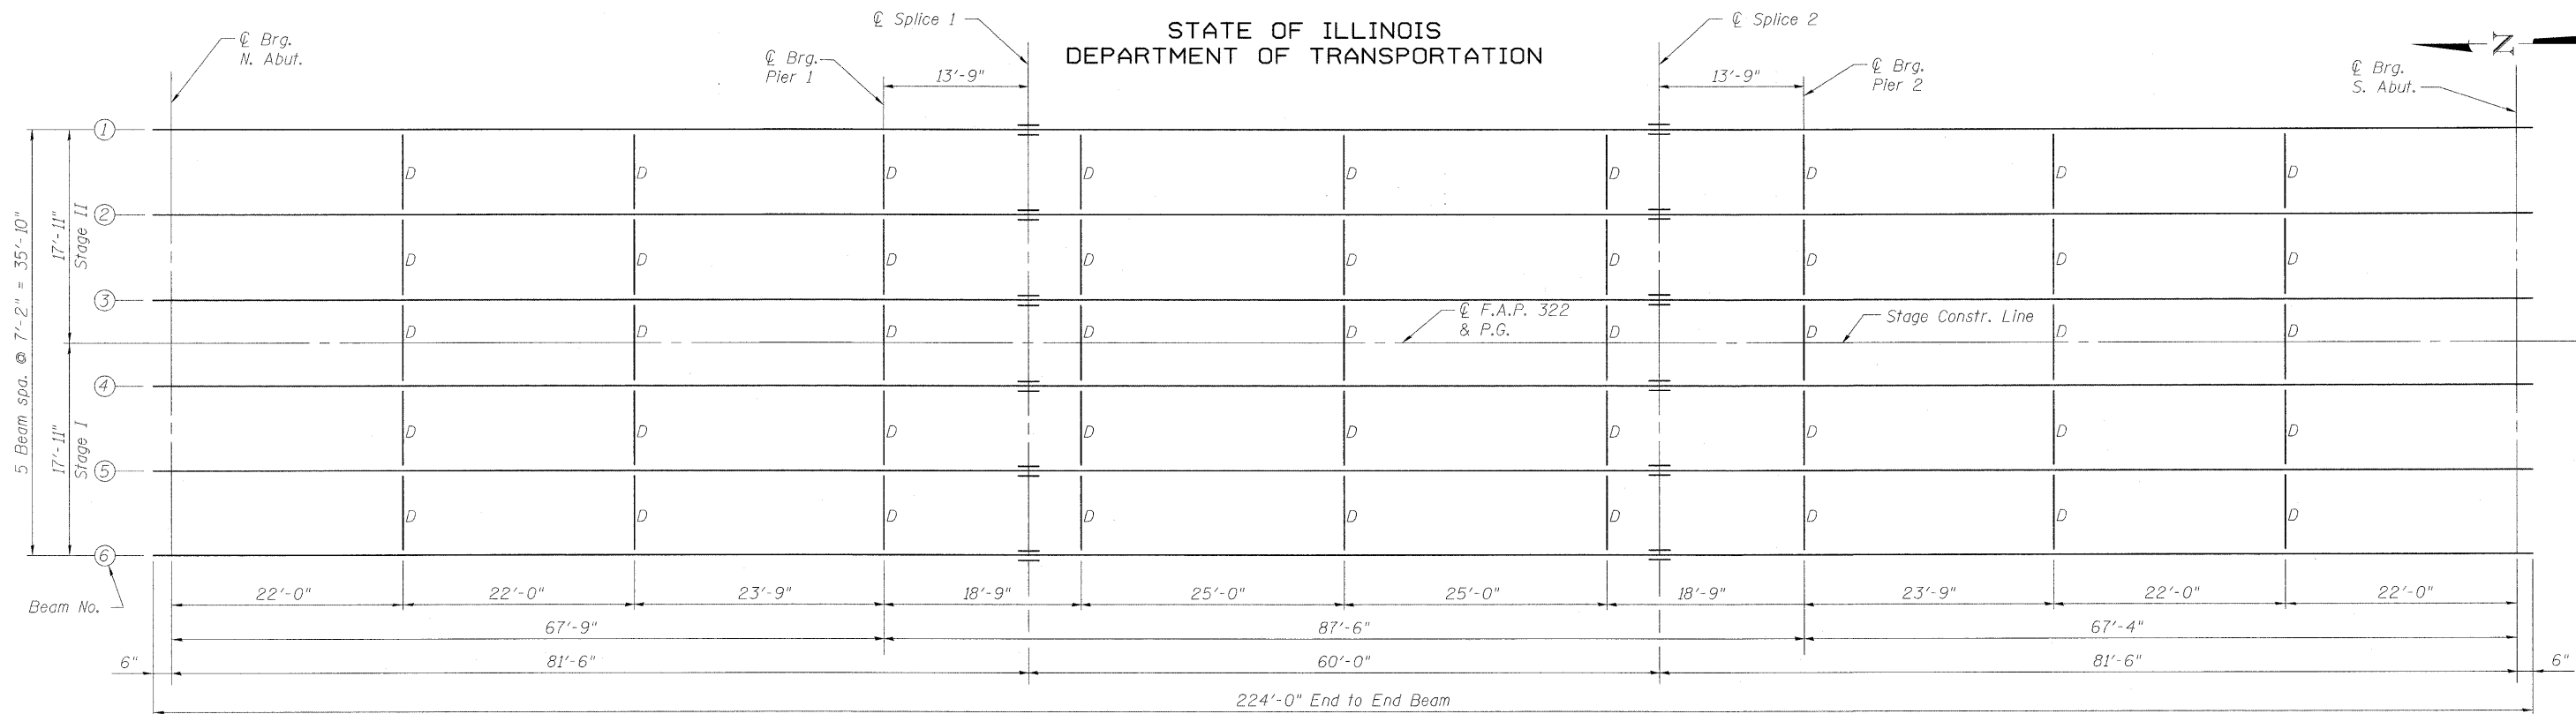 STATE OF ILLINOIS
DEPARTMENT OF TRANSPORTATION
℄ Brg.
N. Abut.
℄ Brg.
Pier 1
13'-9"
℄ Splice 1
℄ Splice 2
13'-9"
℄ Brg.
Pier 2
℄ Brg.
S. Abut.
N
5 Beam spa. @ 7'-2" = 35'-10"
17'-11"
Stage II
17'-11"
Stage I
1
D D D D D D D D D
2
D D D D D D D D D
3
℄ F.A.P. 322
& P.G.
Stage Constr. Line
D D D D D D D D D
4
D D D D D D D D D
5
D D D D D D D D D
6
Beam No.
22'-0" 22'-0" 23'-9" 18'-9" 25'-0" 25'-0" 18'-9" 23'-9" 22'-0" 22'-0"
67'-9" 87'-6" 67'-4"
6" 81'-6" 60'-0" 81'-6" 6"
224'-0" End to End Beam